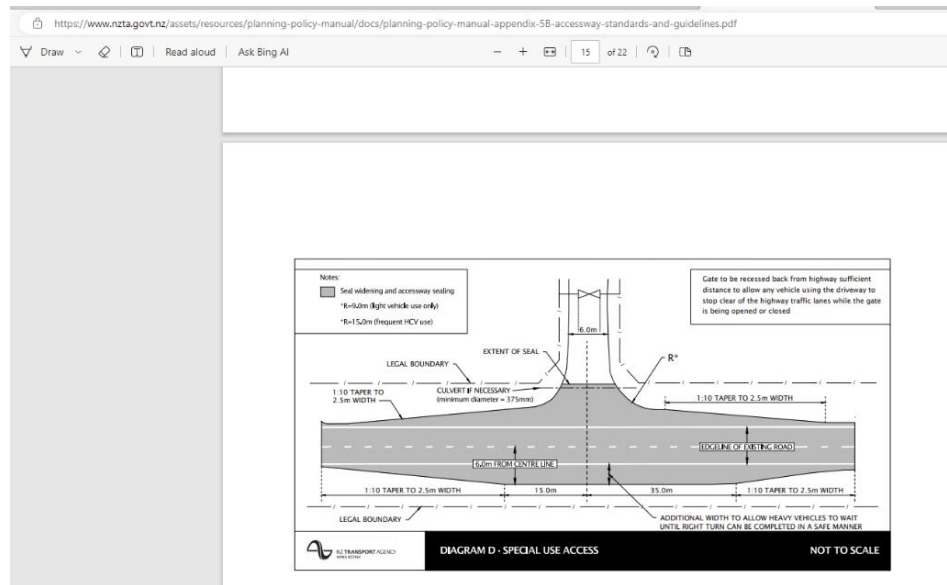 https://www.nzta.govt.nz/assets/resources/planning-policy-manual/docs/planning-policy-manual-appendix-5B-accessway-standards-and-guidelines.pdf
Draw
Read aloud
Ask Bing AI
15
of 22
Notes:
Seal widening and accessway sealing
*R=9.0m (light vehicle use only)
*R=15.0m (frequent HCV use)
Gate to be recessed back from highway sufficient
distance to allow any vehicle using the driveway to
stop clear of the highway traffic lanes while the gate
is being opened or closed
6.0m
EXTENT OF SEAL
R*
LEGAL BOUNDARY
1:10 TAPER TO
2.5m WIDTH
CULVERT IF NECESSARY
(minimum diameter = 375mm)
1:10 TAPER TO 2.5m WIDTH
EDGELINE OF EXISTING ROAD
6.0m FROM CENTRE LINE
1:10 TAPER TO 2.5m WIDTH
15.0m
35.0m
1:10 TAPER TO 2.5m WIDTH
LEGAL BOUNDARY
ADDITIONAL WIDTH TO ALLOW HEAVY VEHICLES TO WAIT
UNTIL RIGHT TURN CAN BE COMPLETED IN A SAFE MANNER
NZ TRANSPORT AGENCY
DIAGRAM D - SPECIAL USE ACCESS
NOT TO SCALE